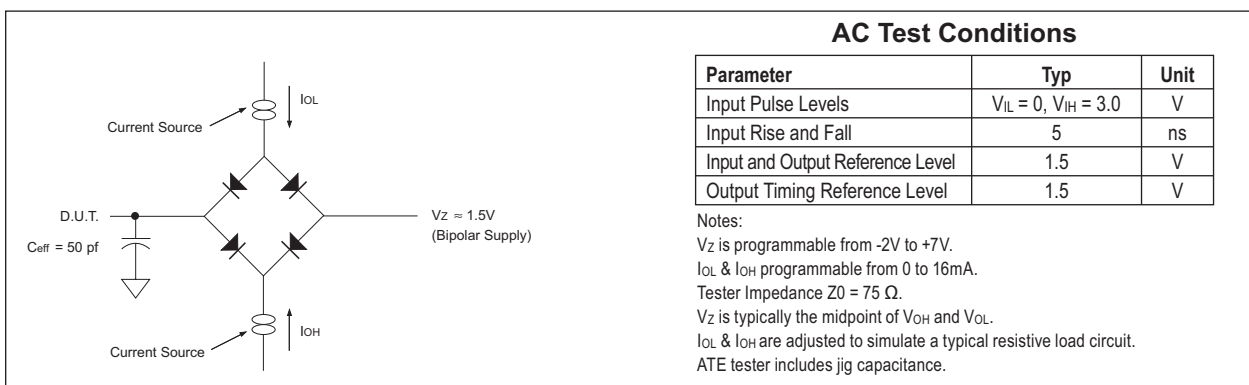 IOL
Current Source
D.U.T.
Ceff = 50 pf
VZ ≈ 1.5V
(Bipolar Supply)
IOH
Current Source
AC Test Conditions
Parameter Typ Unit
Input Pulse Levels VIL = 0, VIH = 3.0 V
Input Rise and Fall 5 ns
Input and Output Reference Level 1.5 V
Output Timing Reference Level 1.5 V
Notes:
VZ is programmable from -2V to +7V.
IOL & IOH programmable from 0 to 16mA.
Tester Impedance Z0 = 75 Ω.
VZ is typically the midpoint of VOH and VOL.
IOL & IOH are adjusted to simulate a typical resistive load circuit.
ATE tester includes jig capacitance.